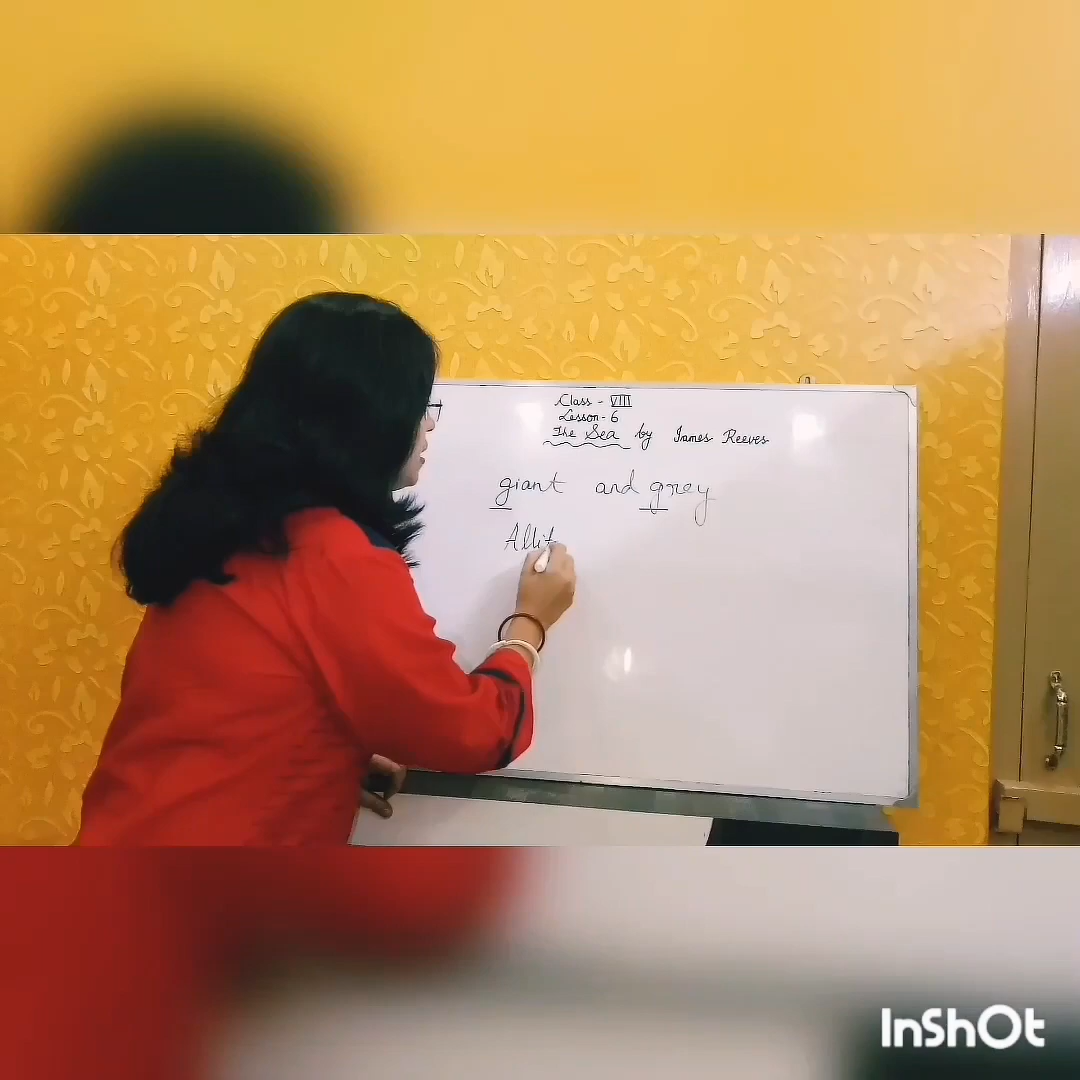 Class - VIII
Lesson - 6
The Sea by James Reeves
giant and grey
Allit
InShOt